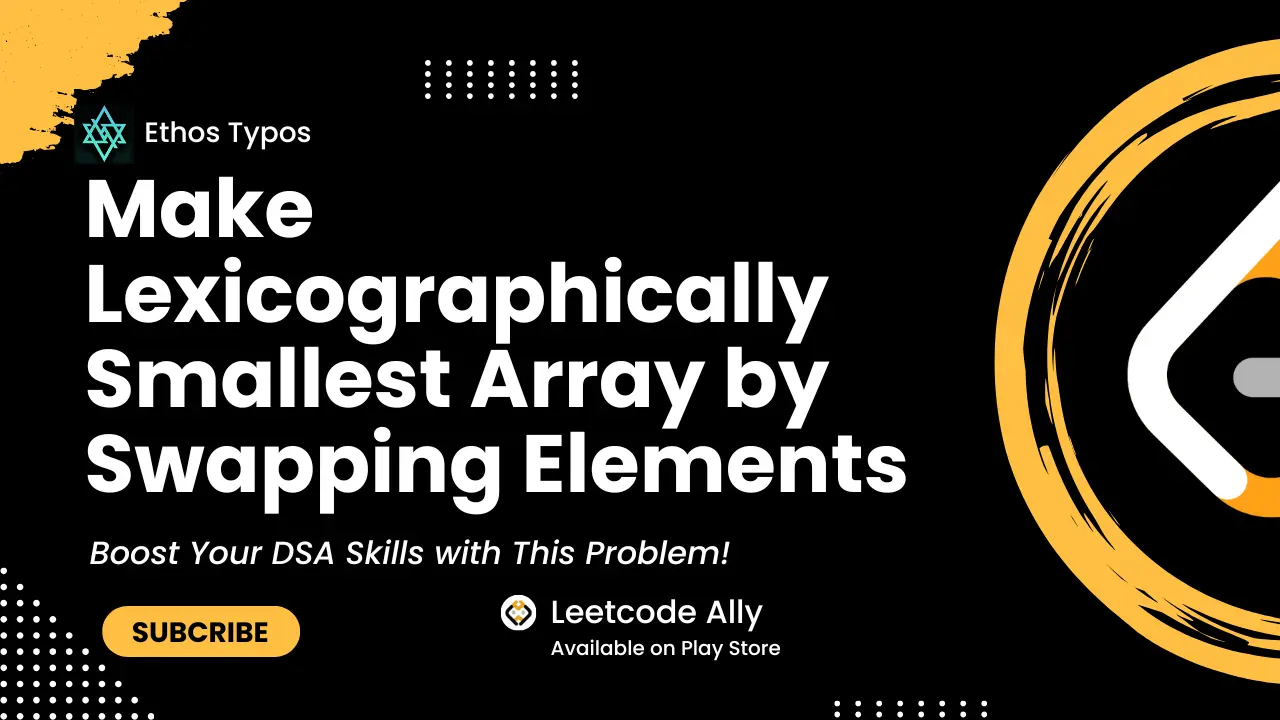 Ethos Typos
Make
Lexicographically
Smallest Array by
Swapping Elements
Boost Your DSA Skills with This Problem!
SUBCRIBE
Leetcode Ally
Available on Play Store